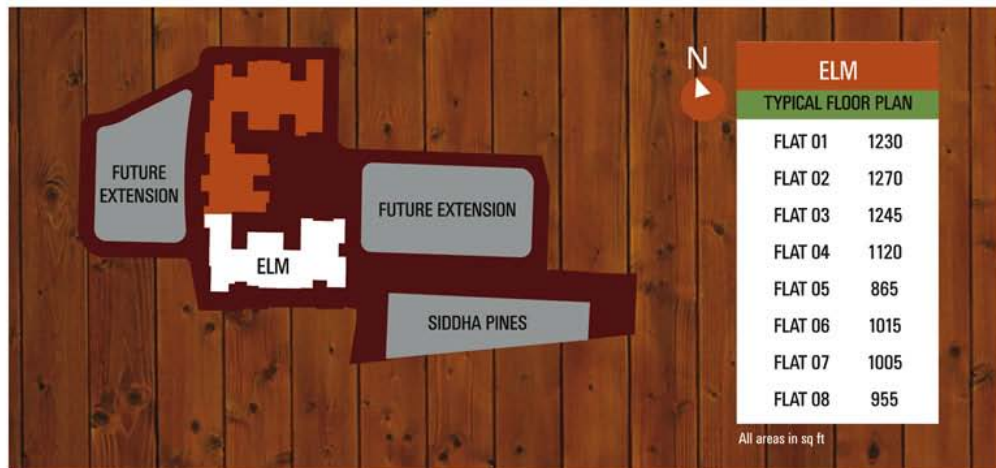 FUTURE
EXTENSION
FUTURE EXTENSION
ELM
SIDDHA PINES
N
ELM
TYPICAL FLOOR PLAN
FLAT 01 1230
FLAT 02 1270
FLAT 03 1245
FLAT 04 1120
FLAT 05 865
FLAT 06 1015
FLAT 07 1005
FLAT 08 955
All areas in sq ft